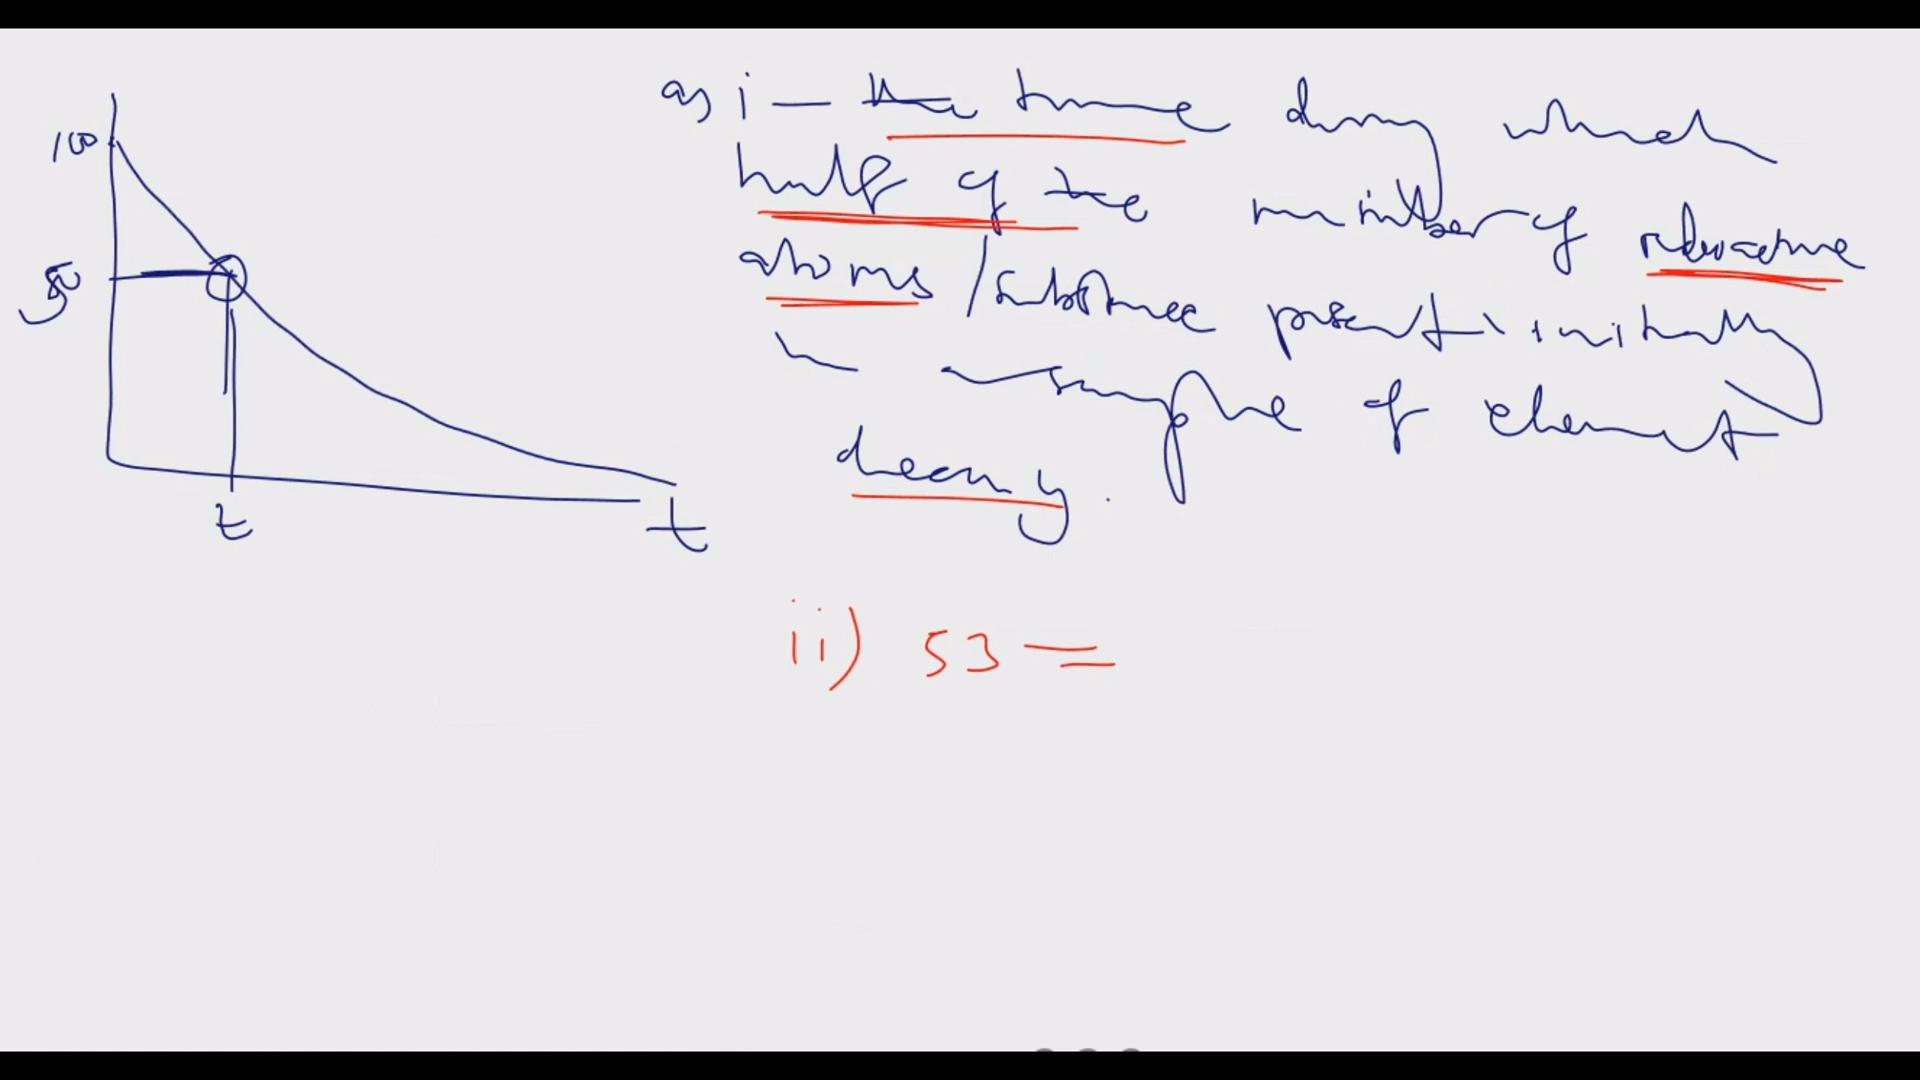 100
50
t
t
a) i – the time during which
half of the number of radioactive
atoms / substance present initially
in a sample of element
decay.
ii) 53 =